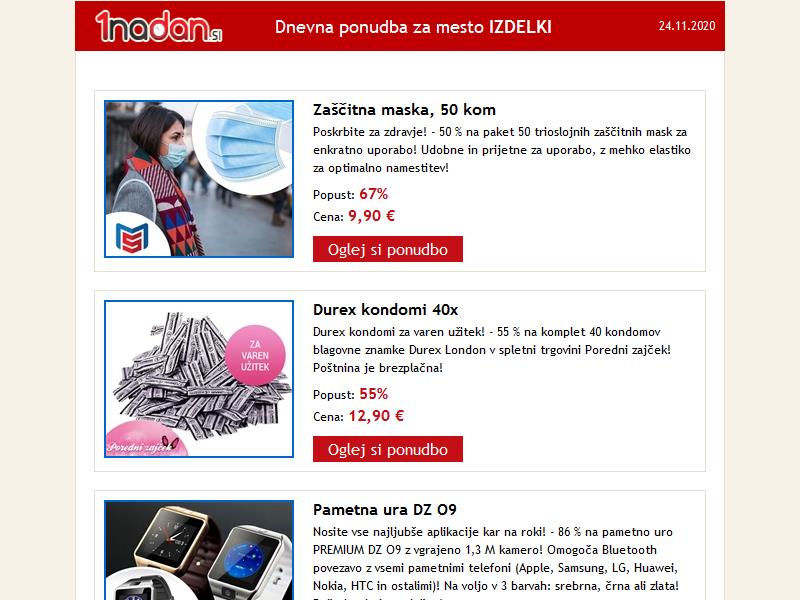 1nadan.si
Dnevna ponudba za mesto IZDELKI
24.11.2020
Zaščitna maska, 50 kom
Poskrbite za zdravje! - 50 % na paket 50 trioslojnih zaščitnih mask za
enkratno uporabo! Udobne in prijetne za uporabo, z mehko elastiko
za optimalno namestitev!
Popust: 67%
Cena: 9,90 €
Oglej si ponudbo
ZA
VAREN
UŽITEK
Poredni zajček
Durex kondomi 40x
Durex kondomi za varen užitek! - 55 % na komplet 40 kondomov
blagovne znamke Durex London v spletni trgovini Poredni zajček!
Poštnina je brezplačna!
Popust: 55%
Cena: 12,90 €
Oglej si ponudbo
Pametna ura DZ O9
Nosite vse najljubše aplikacije kar na roki! - 86 % na pametno uro
PREMIUM DZ O9 z vgrajeno 1,3 M kamero! Omogoča Bluetooth
povezavo z vsemi pametnimi telefoni (Apple, Samsung, LG, Huawei,
Nokia, HTC in ostalimi)! Na voljo v 3 barvah: srebrna, črna ali zlata!